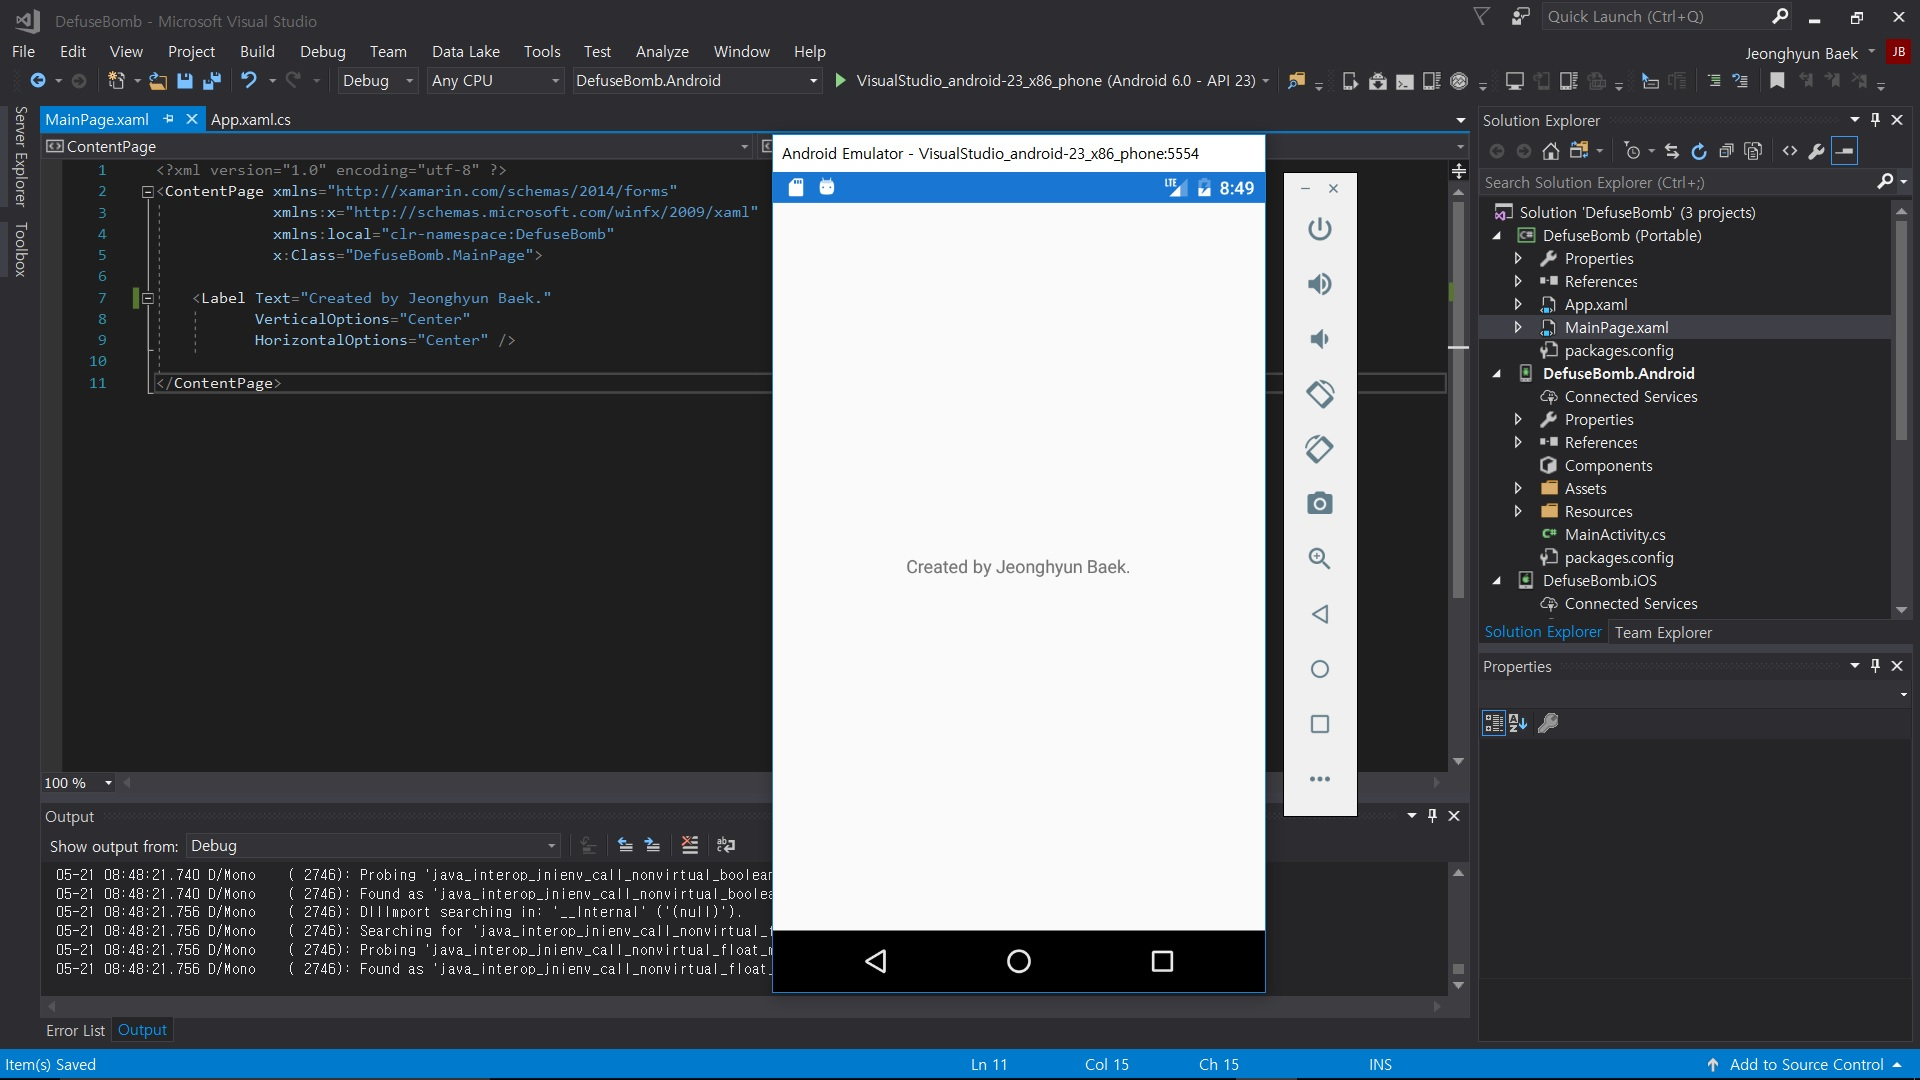 DefuseBomb - Microsoft Visual Studio
Quick Launch (Ctrl+Q)
File Edit View Project Build Debug Team Data Lake Tools Test Analyze Window Help
Jeonghyun Baek JB
Debug Any CPU DefuseBomb.Android VisualStudio_android-23_x86_phone (Android 6.0 - API 23)
Server Explorer
Toolbox
MainPage.xaml App.xaml.cs
ContentPage
1 <?xml version="1.0" encoding="utf-8" ?>
2 <ContentPage xmlns="http://xamarin.com/schemas/2014/forms"
3 xmlns:x="http://schemas.microsoft.com/winfx/2009/xaml"
4 xmlns:local="clr-namespace:DefuseBomb"
5 x:Class="DefuseBomb.MainPage">
6
7 <Label Text="Created by Jeonghyun Baek."
8 VerticalOptions="Center"
9 HorizontalOptions="Center" />
10
11 </ContentPage>
100 %
Android Emulator - VisualStudio_android-23_x86_phone:5554
LTE 8:49
Created by Jeonghyun Baek.
Output
Show output from: Debug
05-21 08:48:21.740 D/Mono ( 2746): Probing 'java_interop_jnienv_call_nonvirtual_boolean
05-21 08:48:21.740 D/Mono ( 2746): Found as 'java_interop_jnienv_call_nonvirtual_boolea
05-21 08:48:21.756 D/Mono ( 2746): DllImport searching in: '__Internal' ('(null)').
05-21 08:48:21.756 D/Mono ( 2746): Searching for 'java_interop_jnienv_call_nonvirtual_
05-21 08:48:21.756 D/Mono ( 2746): Probing 'java_interop_jnienv_call_nonvirtual_float_m
05-21 08:48:21.756 D/Mono ( 2746): Found as 'java_interop_jnienv_call_nonvirtual_float_
Error List Output
Solution Explorer
Search Solution Explorer (Ctrl+;)
Solution 'DefuseBomb' (3 projects)
DefuseBomb (Portable)
Properties
References
App.xaml
MainPage.xaml
packages.config
DefuseBomb.Android
Connected Services
Properties
References
Components
Assets
Resources
MainActivity.cs
packages.config
DefuseBomb.iOS
Connected Services
Solution Explorer Team Explorer
Properties
Item(s) Saved Ln 11 Col 15 Ch 15 INS Add to Source Control